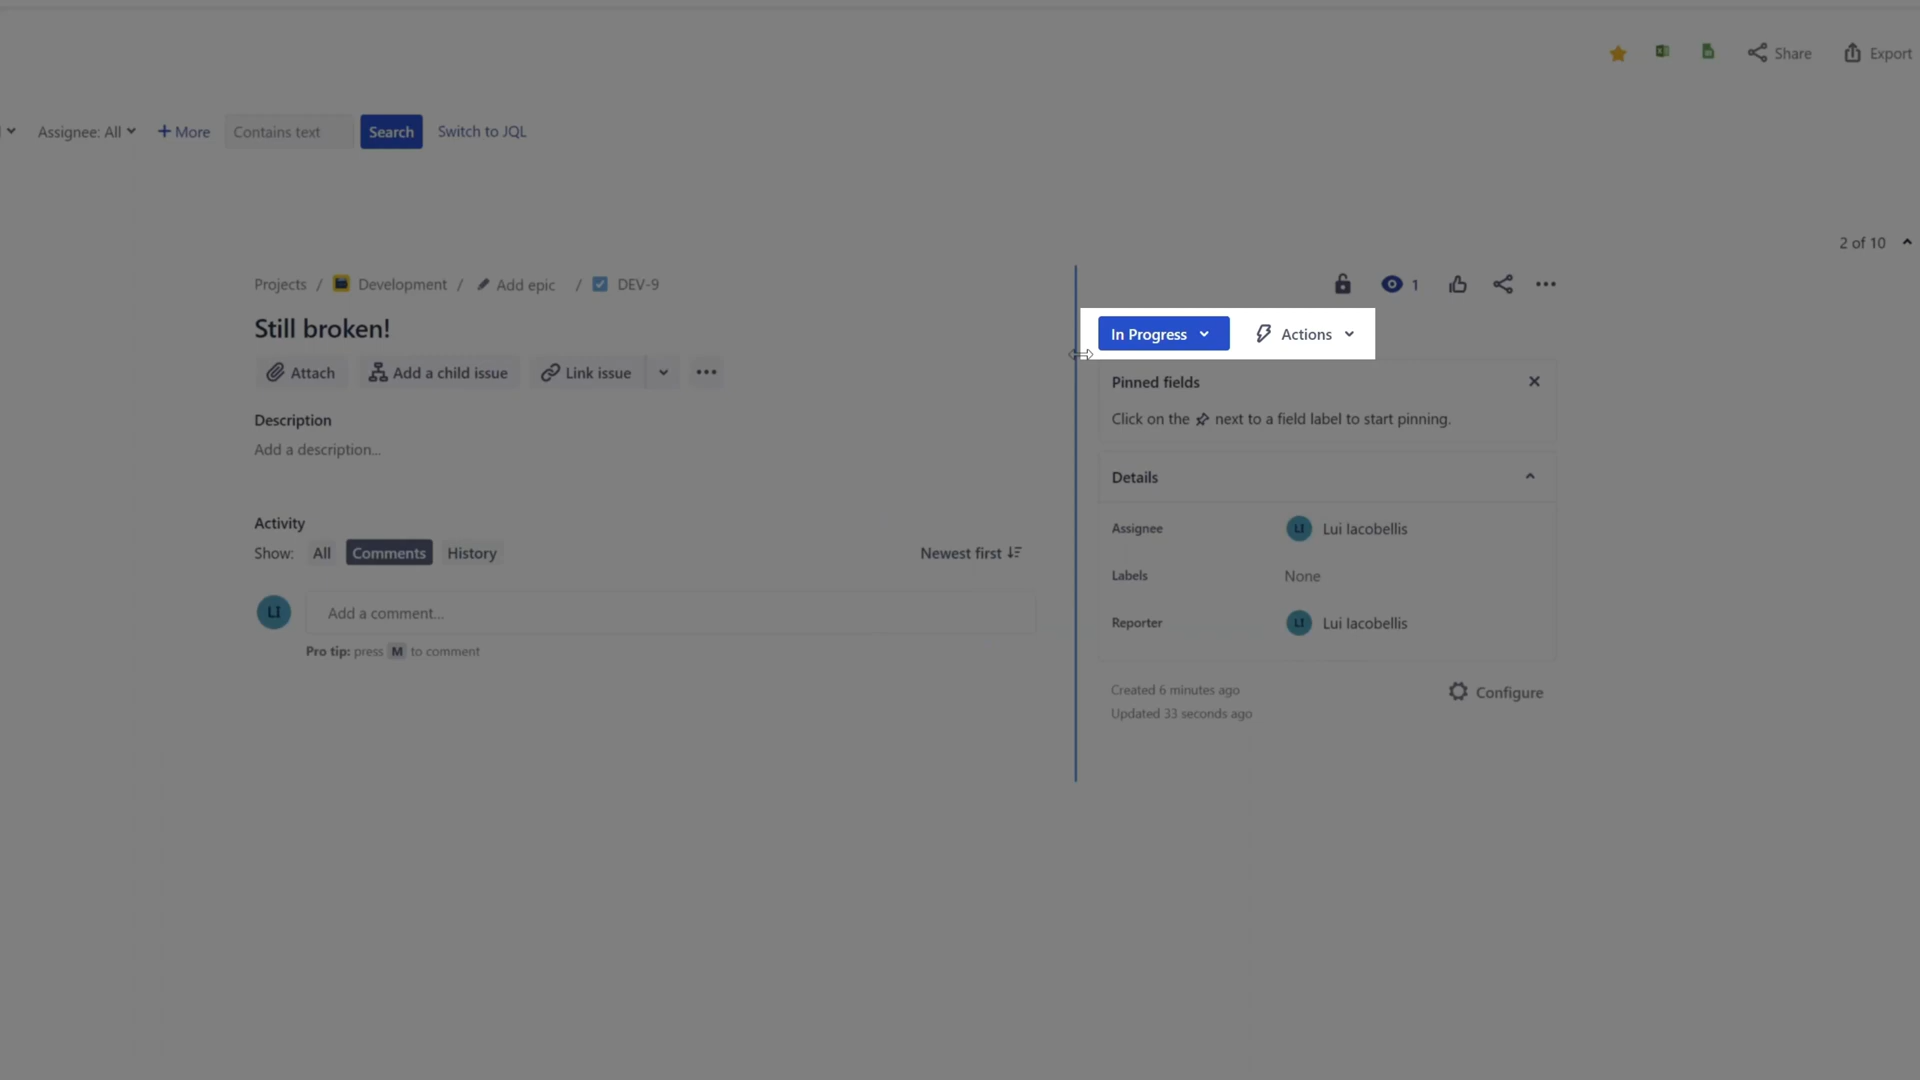 Share
Export
Assignee: All
More
Contains text
Search
Switch to JQL
2 of 10
Projects / Development / Add epic / DEV-9
1
Still broken!
In Progress
Actions
Attach
Add a child issue
Link issue
Pinned fields
Click on the next to a field label to start pinning.
Description
Add a description...
Details
Activity
Assignee
LI Lui Iacobellis
Show: All Comments History
Newest first
Labels
None
LI
Add a comment...
Reporter
LI Lui Iacobellis
Pro tip: press M to comment
Created 6 minutes ago
Configure
Updated 33 seconds ago